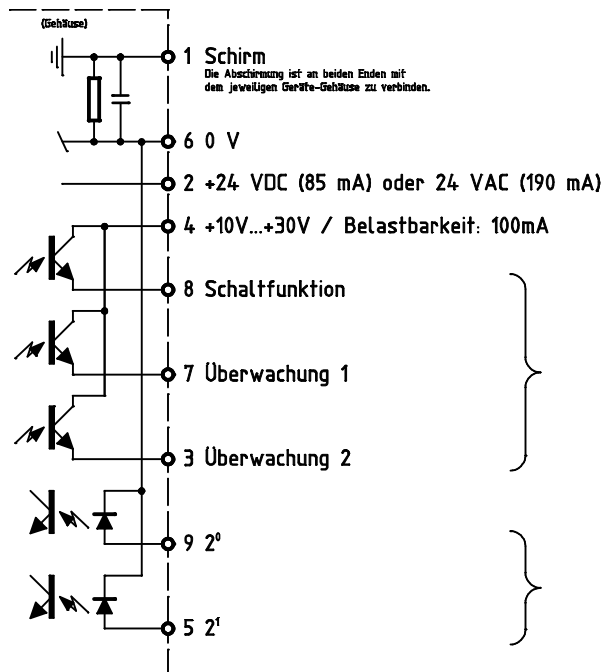 (Gehäuse)
1 Schirm
Die Abschirmung ist an beiden Enden mit
dem jeweiligen Geräte-Gehäuse zu verbinden.
6 0 V
2 +24 VDC (85 mA) oder 24 VAC (190 mA)
4 +10V...+30V / Belastbarkeit: 100mA
8 Schaltfunktion
7 Überwachung 1
3 Überwachung 2
9 2⁰
5 2¹